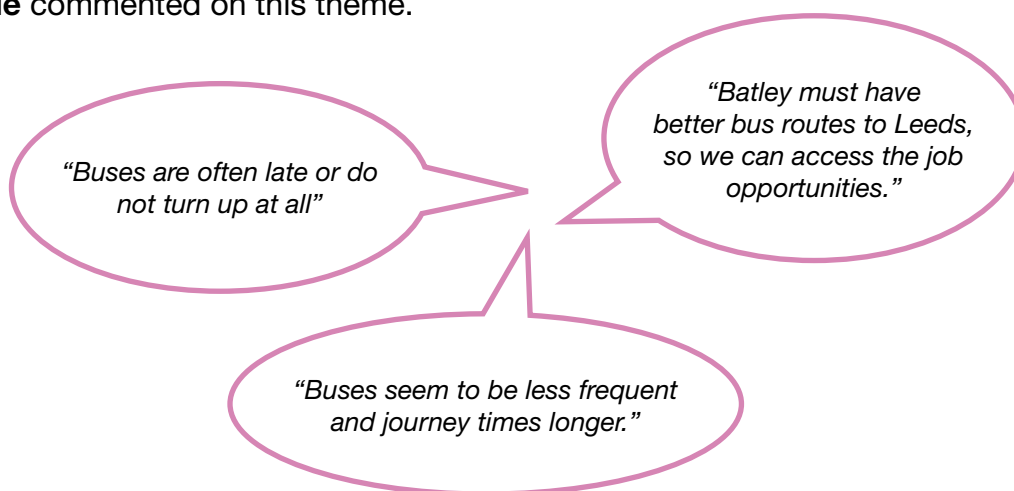 commented on this theme.
“Buses are often late or do
not turn up at all”
“Batley must have
better bus routes to Leeds,
so we can access the job
opportunities.”
“Buses seem to be less frequent
and journey times longer.”